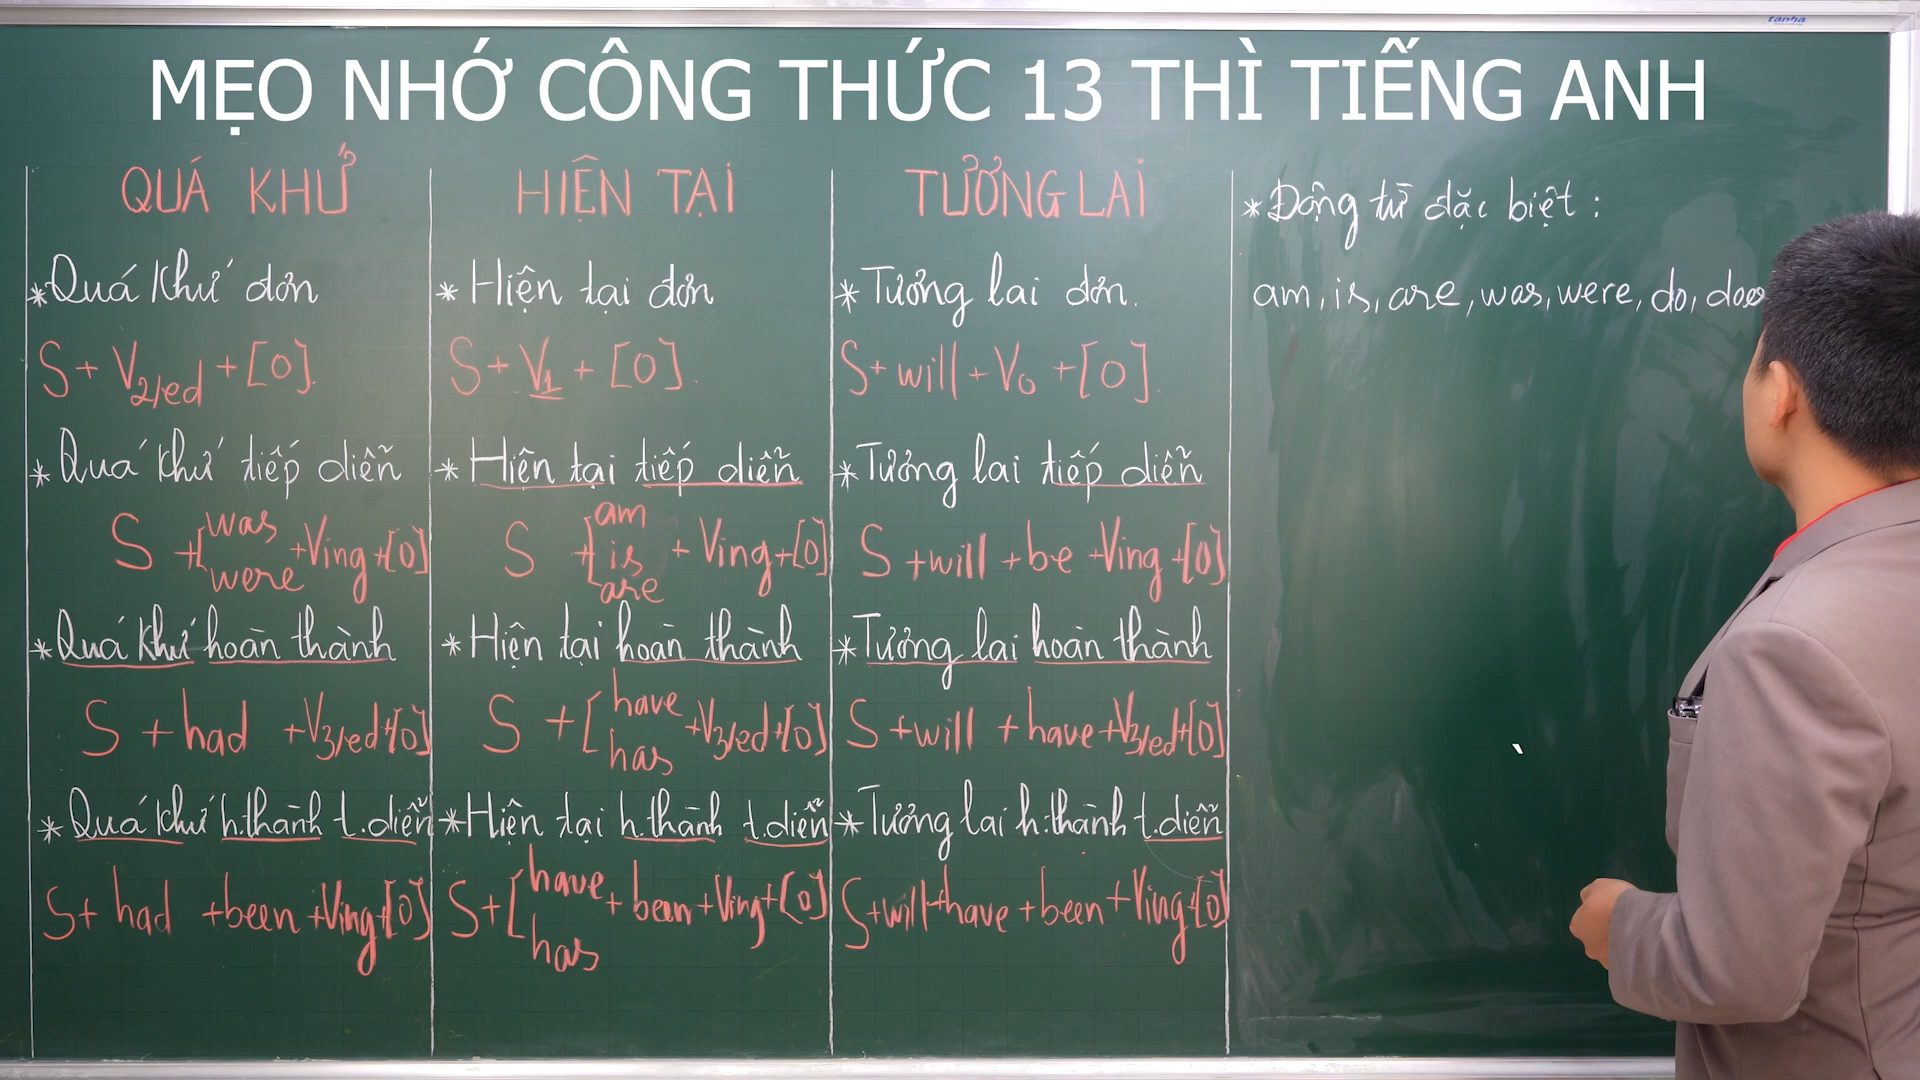 tanha
MẸO NHỚ CÔNG THỨC 13 THÌ TIẾNG ANH
QUÁ KHỨ
* Quá khứ đơn
S + V2/ed + [O].
* Quá khứ tiếp diễn
S + [was were + Ving + [O]
* Quá khứ hoàn thành
S + had + V3/ed + [O]
* Quá khứ h.thành t.diễn
S + had + been + Ving + [O]
HIỆN TẠI
* Hiện tại đơn
S + V1 + [O].
* Hiện tại tiếp diễn
S + [am is are + Ving + [O]
* Hiện tại hoàn thành
S + [have has + V3/ed + [O]
* Hiện tại h.thành t.diễn
S + [have has + been + Ving + [O]
TƯƠNG LAI
* Tương lai đơn.
S + will + Vo + [O].
* Tương lai tiếp diễn
S + will + be + Ving + [O]
* Tương lai hoàn thành
S + will + have + V3/ed + [O]
* Tương lai h.thành t.diễn
S + will + have + been + Ving + [O]
* Động từ đặc biệt :
am, is, are, was, were, do, does